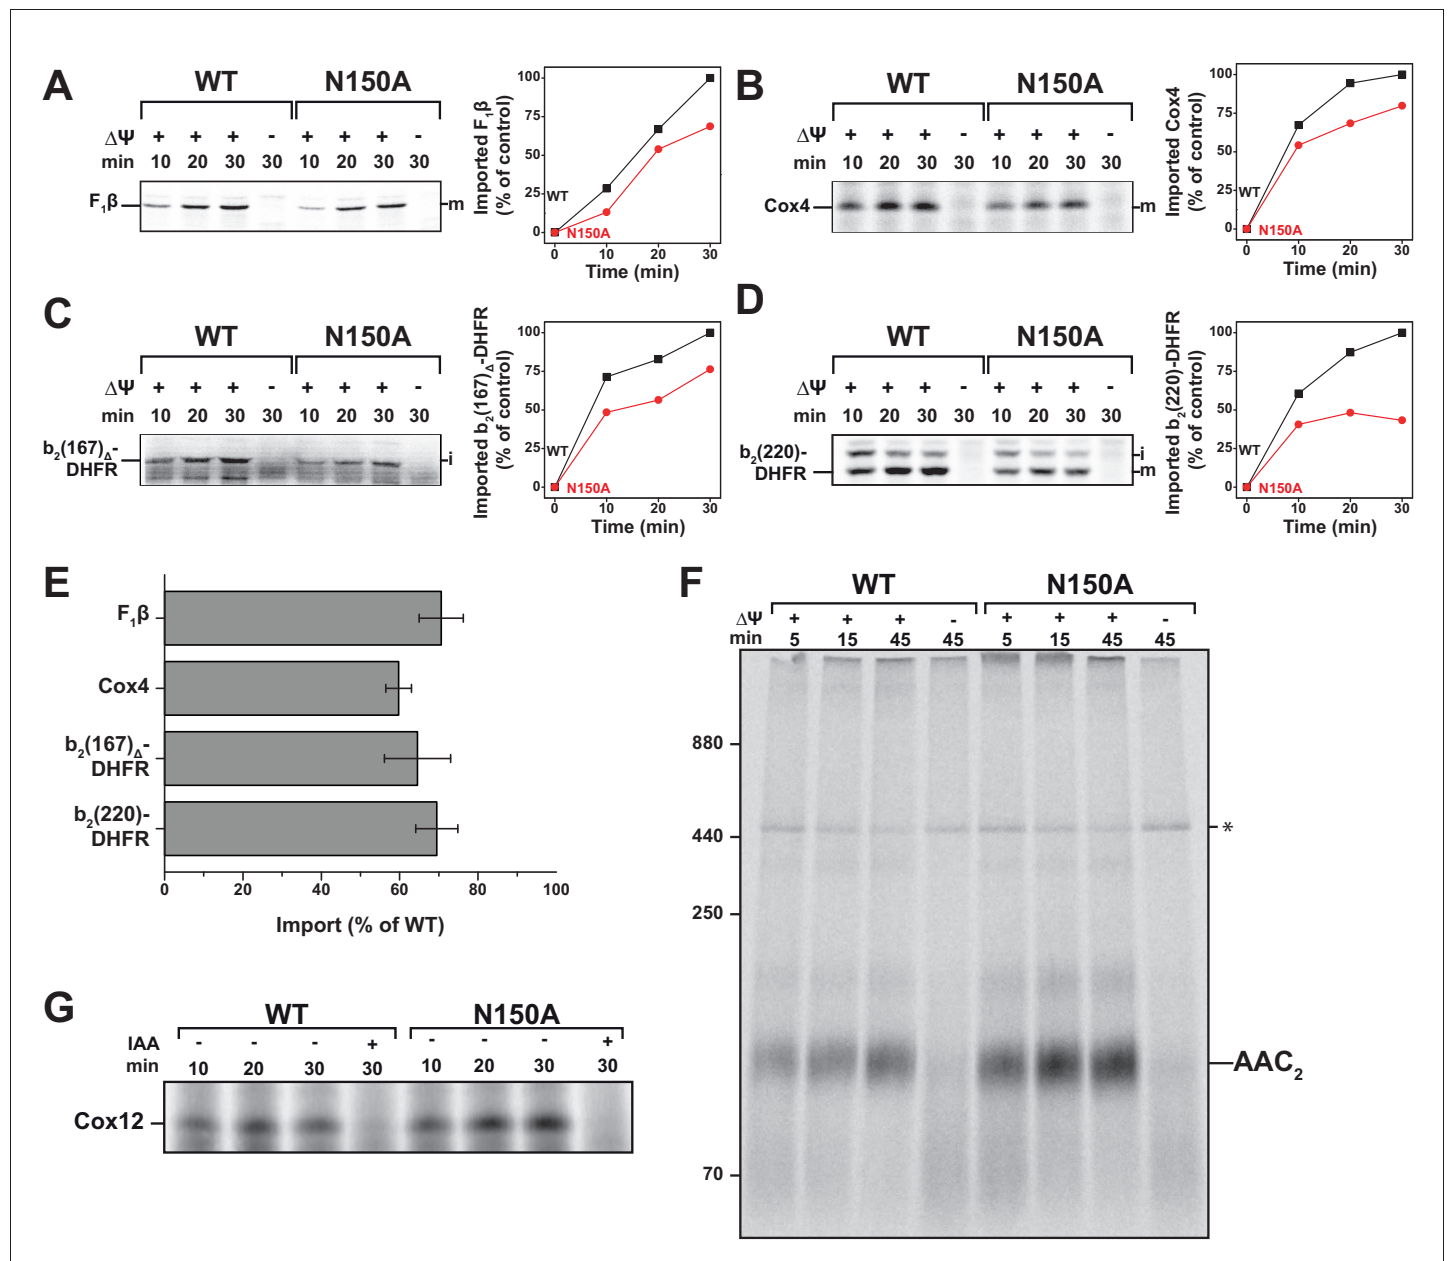 A
WT N150A
ΔΨ + + + - + + + -
min 10 20 30 30 10 20 30 30
F₁β m
Imported F₁β
(% of control)
100
75
50
25
0
WT
N150A
0 10 20 30
Time (min)
B
WT N150A
ΔΨ + + + - + + + -
min 10 20 30 30 10 20 30 30
Cox4 m
Imported Cox4
(% of control)
100
75
50
25
0
WT
N150A
0 10 20 30
Time (min)
C
WT N150A
ΔΨ + + + - + + + -
min 10 20 30 30 10 20 30 30
b₂(167)Δ-
DHFR
i
Imported b₂(167)Δ-DHFR
(% of control)
100
75
50
25
0
WT
N150A
0 10 20 30
Time (min)
D
WT N150A
ΔΨ + + + - + + + -
min 10 20 30 30 10 20 30 30
b₂(220)-
DHFR
i
m
Imported b₂(220)-DHFR
(% of control)
100
75
50
25
0
WT
N150A
0 10 20 30
Time (min)
E
F₁β
Cox4
b₂(167)Δ-
DHFR
b₂(220)-
DHFR
0 20 40 60 80 100
Import (% of WT)
F
WT N150A
ΔΨ + + + - + + + -
min 5 15 45 45 5 15 45 45
880
440
250
70
*
AAC₂
G
WT N150A
IAA - - - + - - - +
min 10 20 30 30 10 20 30 30
Cox12